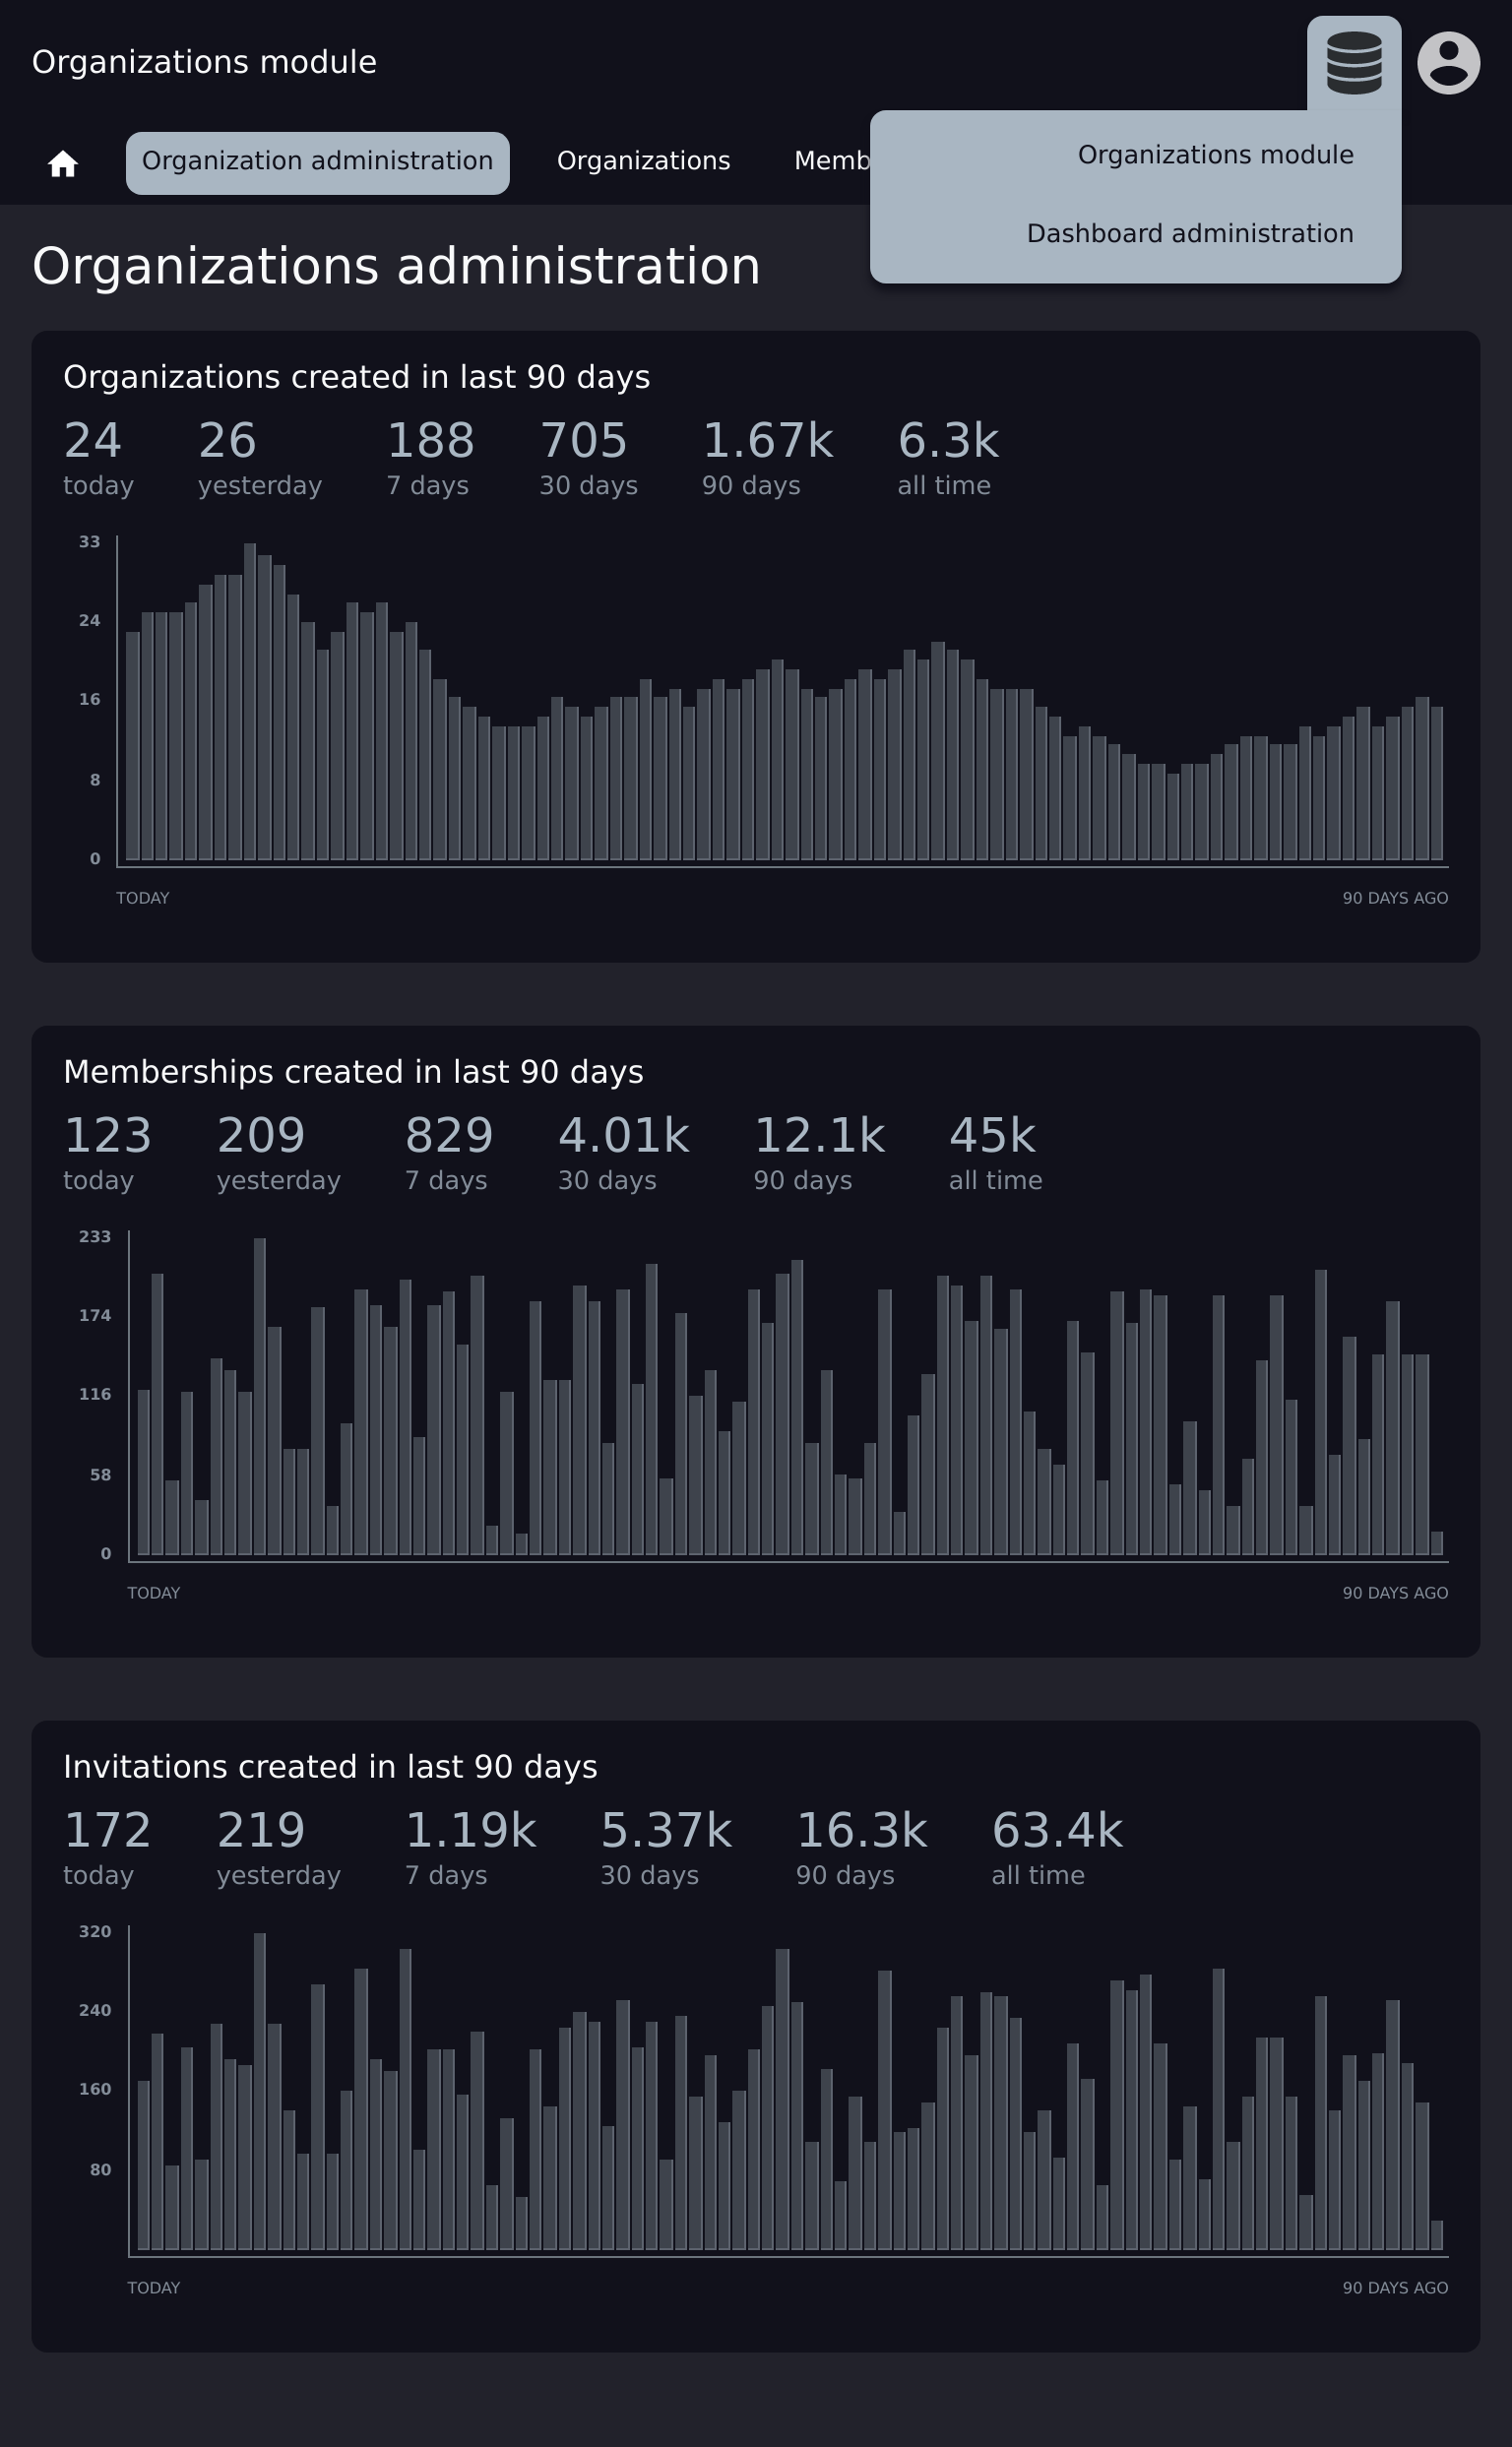 Organizations module
Organization administration
Organizations
Memb
Organizations module
Dashboard administration
Organizations administration
Organizations created in last 90 days
24 26 188 705 1.67k 6.3k
today yesterday 7 days 30 days 90 days all time
33
24
16
8
0
TODAY 90 DAYS AGO
Memberships created in last 90 days
123 209 829 4.01k 12.1k 45k
today yesterday 7 days 30 days 90 days all time
233
174
116
58
0
TODAY 90 DAYS AGO
Invitations created in last 90 days
172 219 1.19k 5.37k 16.3k 63.4k
today yesterday 7 days 30 days 90 days all time
320
240
160
80
TODAY 90 DAYS AGO